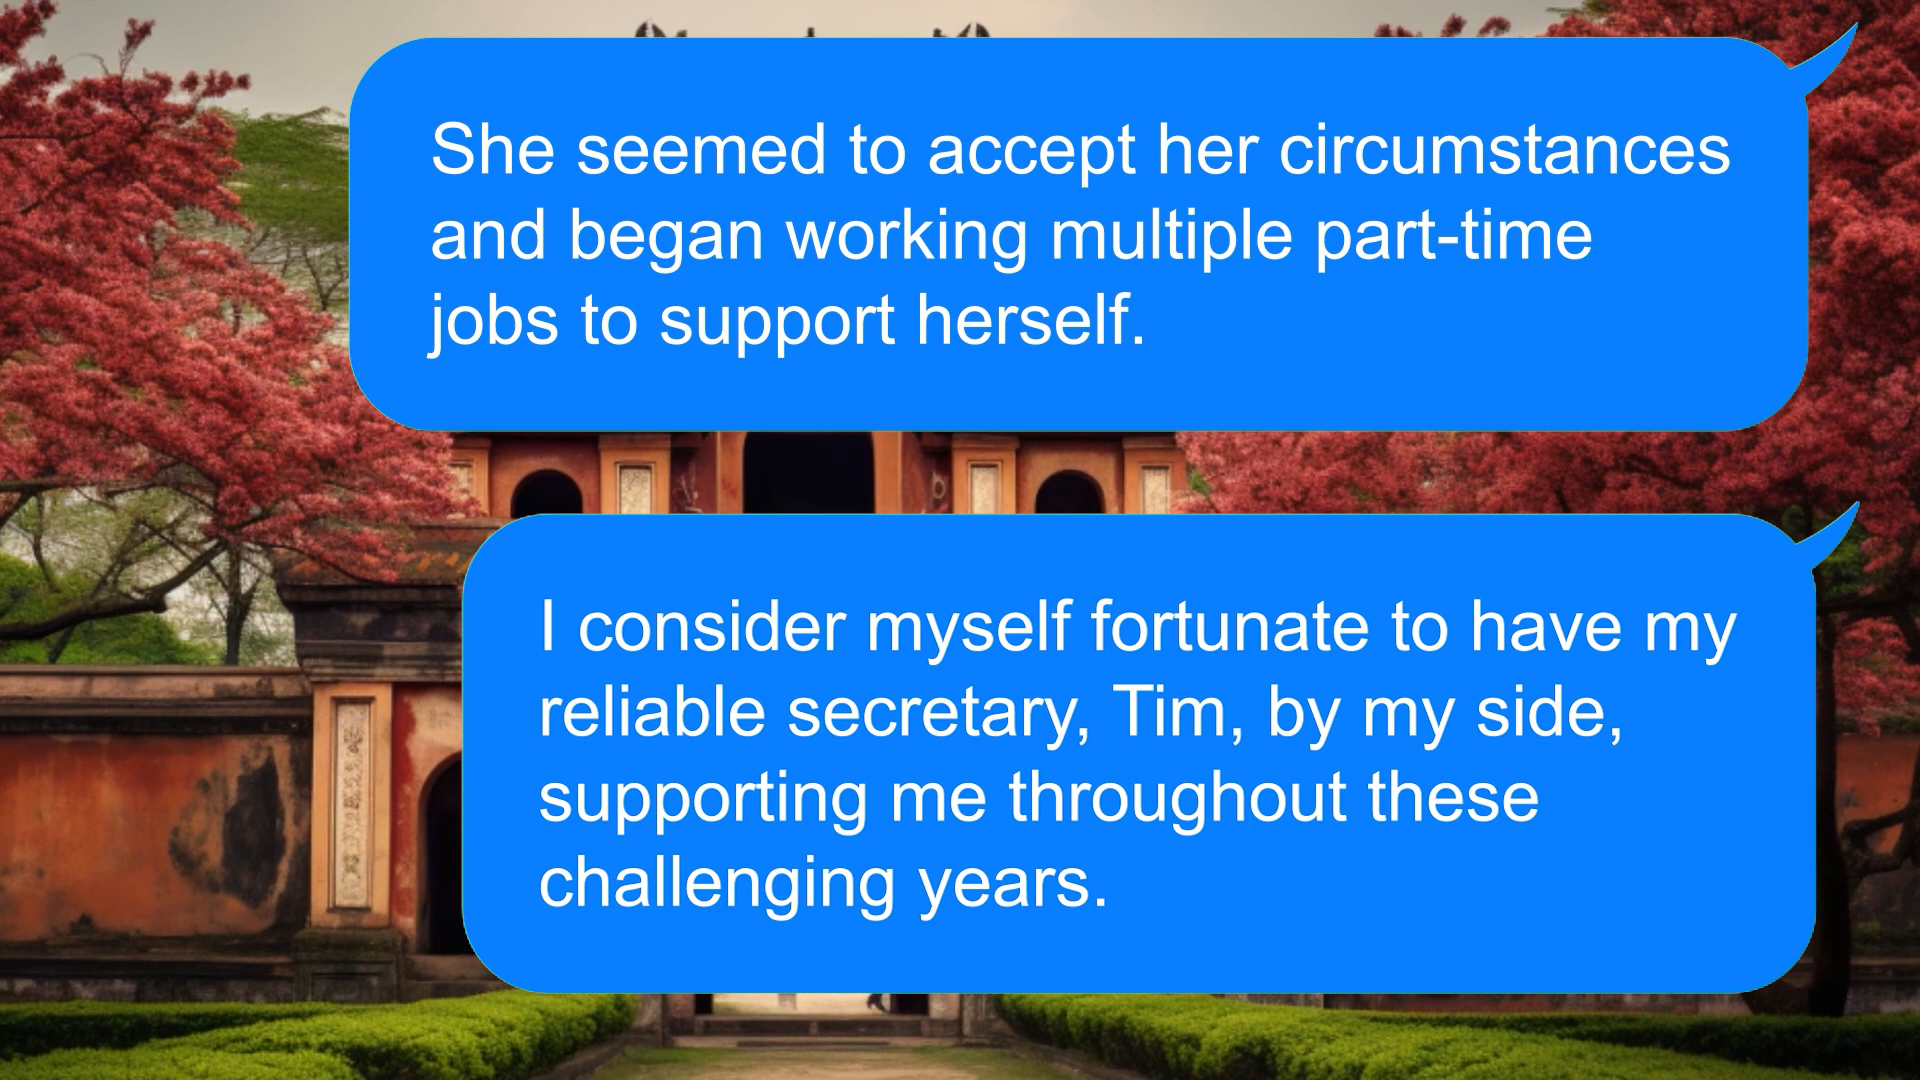 She seemed to accept her circumstances
and began working multiple part-time
jobs to support herself.
I consider myself fortunate to have my
reliable secretary, Tim, by my side,
supporting me throughout these
challenging years.